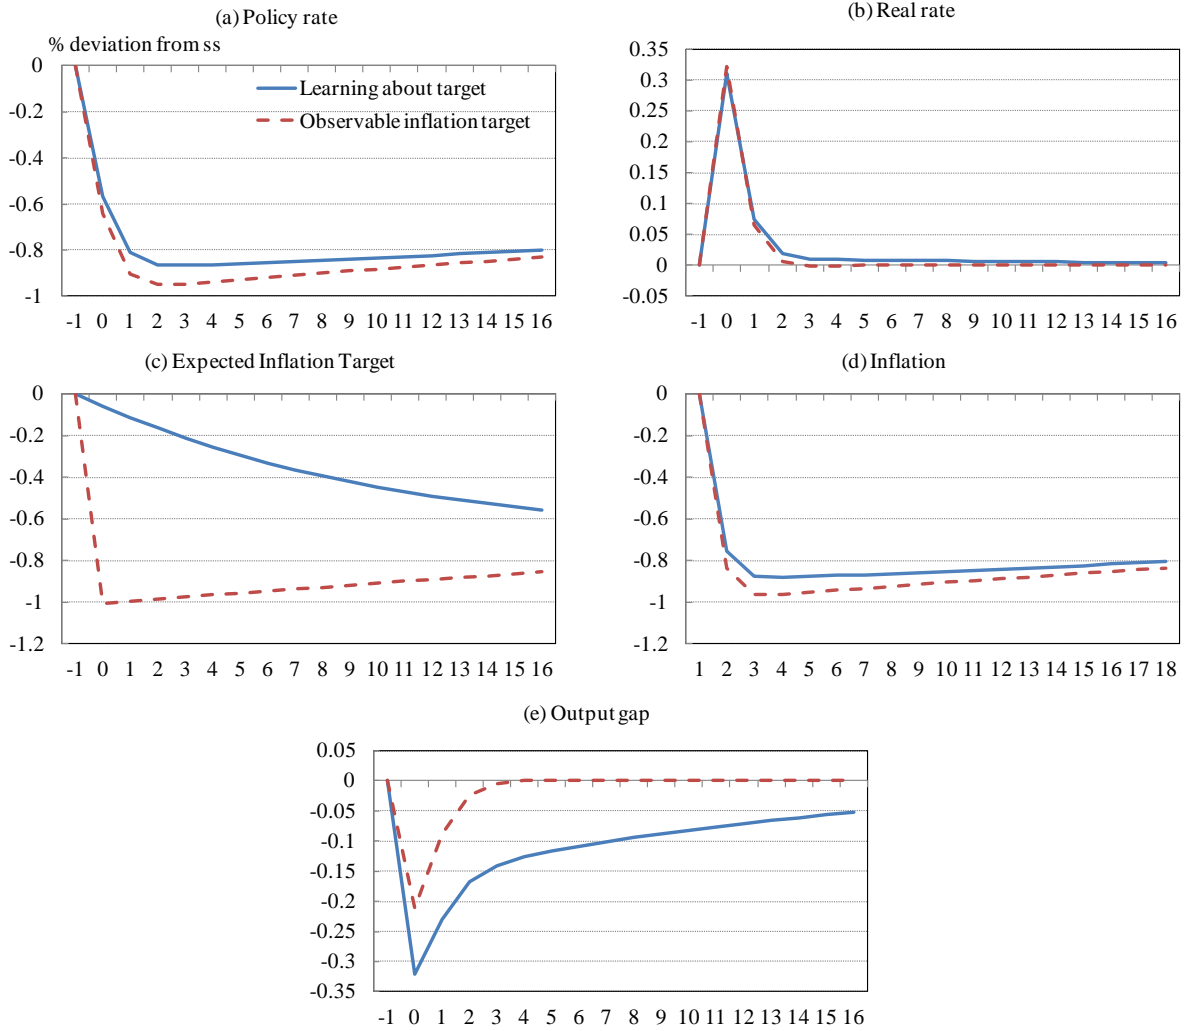 (a) Policy rate
% deviation from ss
0
-0.2
-0.4
-0.6
-0.8
-1
Learning about target
Observable inflation target
-1 0 1 2 3 4 5 6 7 8 9 10 11 12 13 14 15 16
(b) Real rate
0.35
0.3
0.25
0.2
0.15
0.1
0.05
0
-0.05
-1 0 1 2 3 4 5 6 7 8 9 10 11 12 13 14 15 16
(c) Expected Inflation Target
0
-0.2
-0.4
-0.6
-0.8
-1
-1.2
-1 0 1 2 3 4 5 6 7 8 9 10 11 12 13 14 15 16
(d) Inflation
0
-0.2
-0.4
-0.6
-0.8
-1
-1.2
1 2 3 4 5 6 7 8 9 10 11 12 13 14 15 16 17 18
(e) Output gap
0.05
0
-0.05
-0.1
-0.15
-0.2
-0.25
-0.3
-0.35
-1 0 1 2 3 4 5 6 7 8 9 10 11 12 13 14 15 16